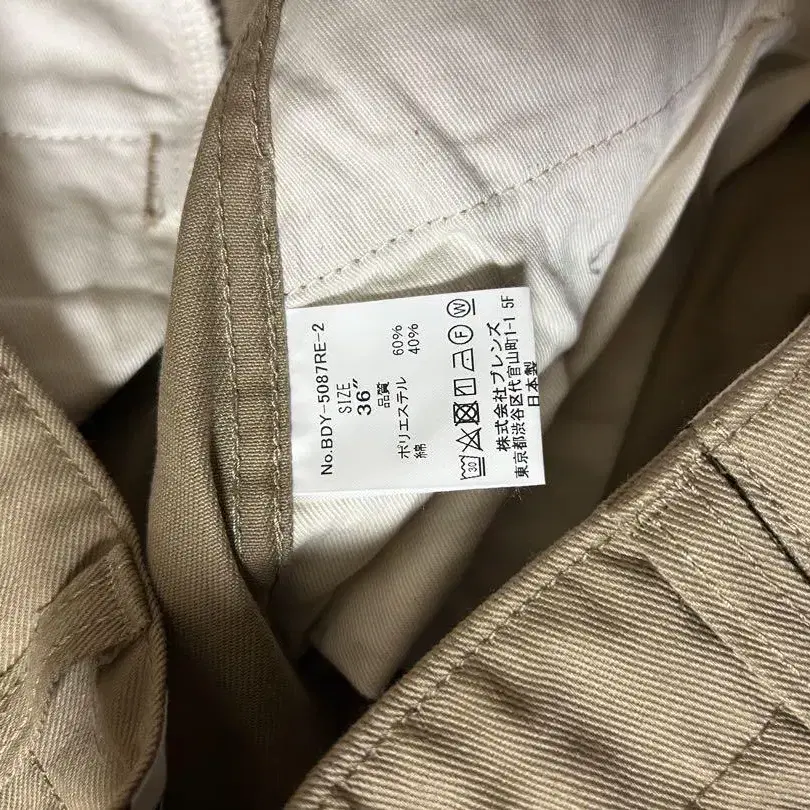 No.BDY-5087RE-2
SIZE
36"
品質
ポリエステル 60%
綿 40%
30
株式会社ブレンズ
東京都渋谷区代官山町1-1 5F
日本製